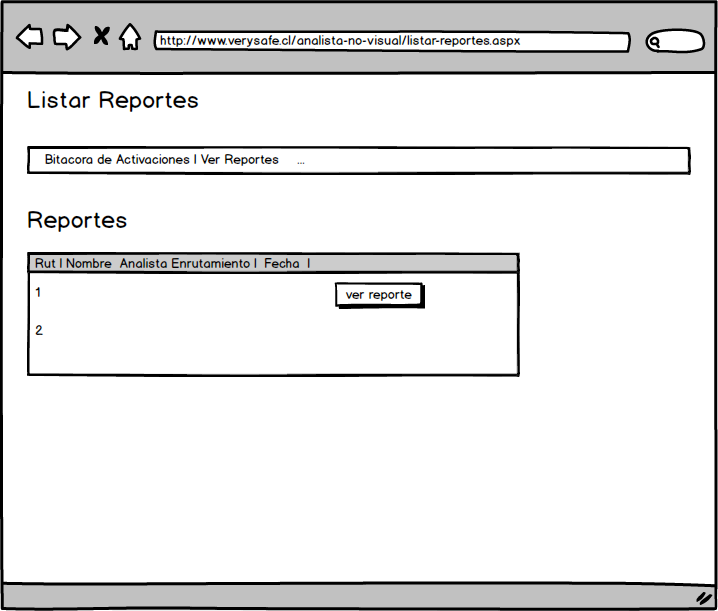 http://www.verysafe.cl/analista-no-visual/listar-reportes.aspx
Listar Reportes
Bitacora de Activaciones | Ver Reportes ...
Reportes
Rut | Nombre Analista Enrutamiento | Fecha |
1 ver reporte
2